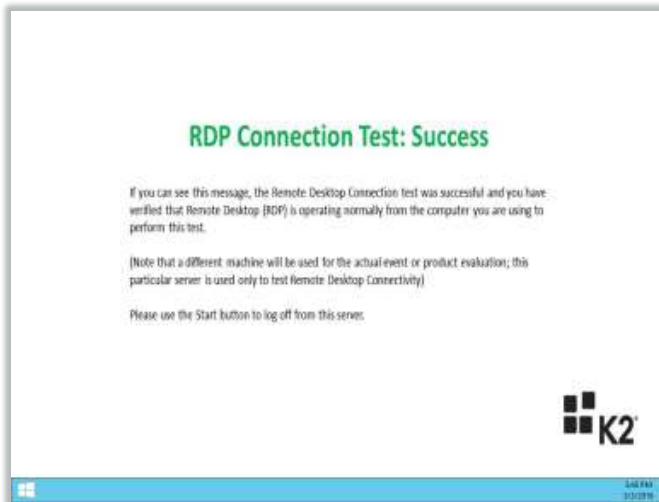 RDP Connection Test: Success
If you can see this message, the Remote Desktop Connection test was successful and you have
verified that Remote Desktop (RDP) is operating normally from the computer you are using to
perform this test.
(Note that a different machine will be used for the actual event or product evaluation; this
particular server is used only to test Remote Desktop Connectivity)
Please use the Start button to log off from this server.
K2